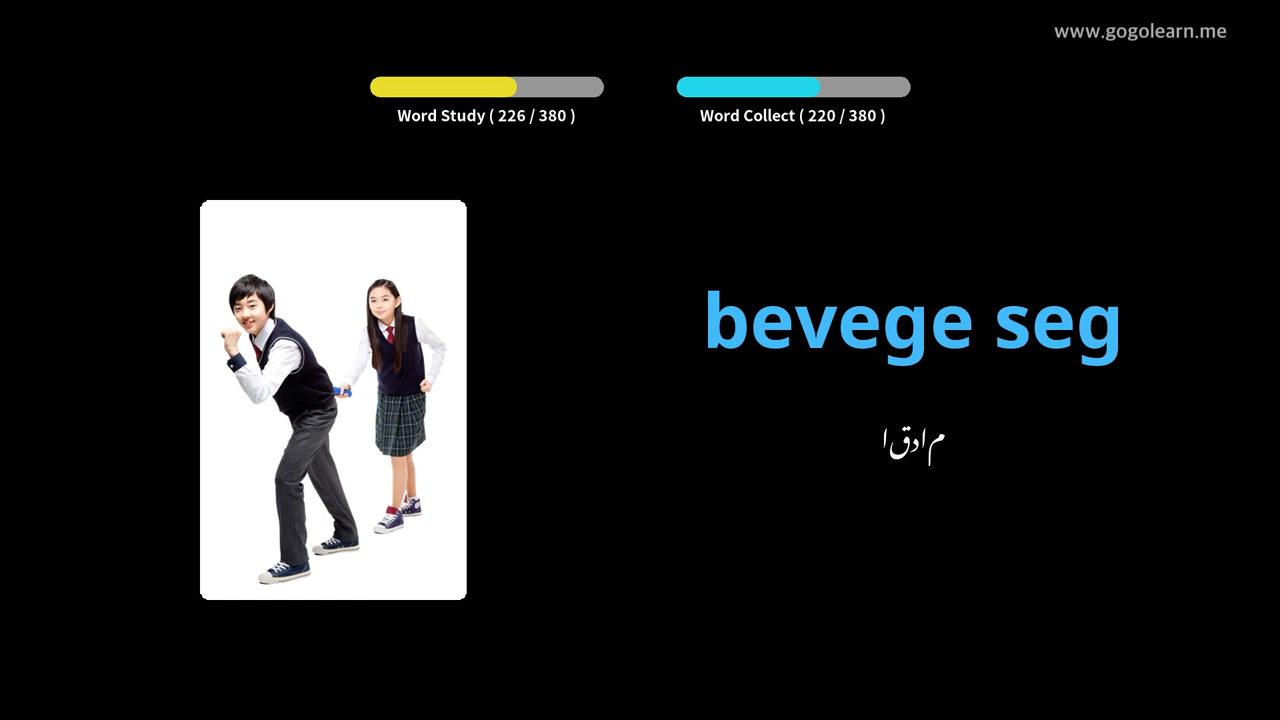 www.gogolearn.me
Word Study ( 226 / 380 )
Word Collect ( 220 / 380 )
bevege seg
اقدام